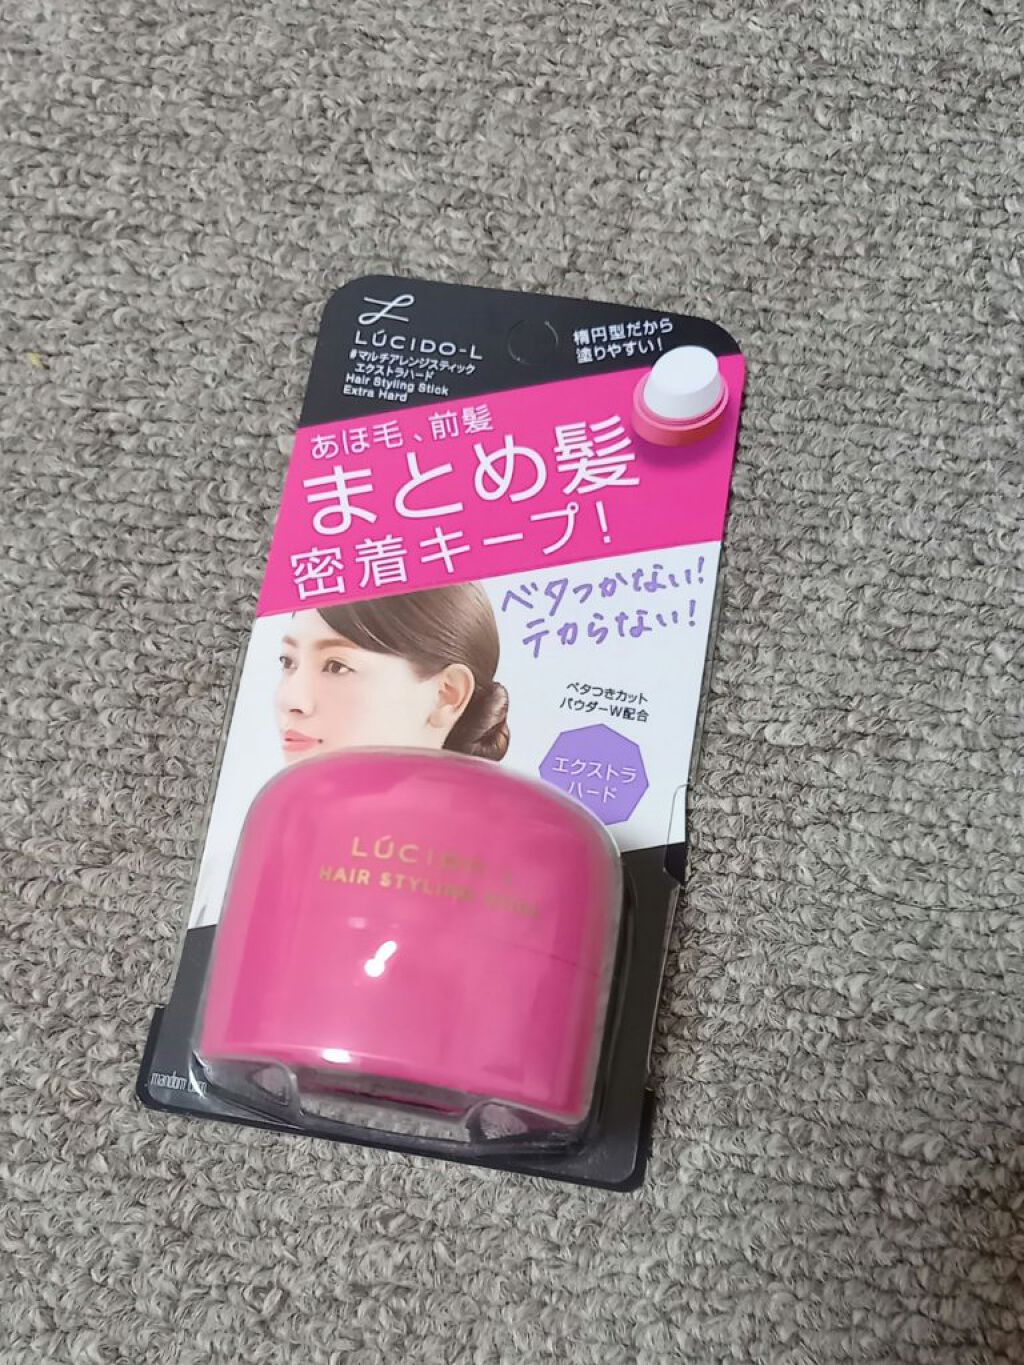 LÚCIDO-L
#マルチアレンジスティック
エクストラハード
Hair Styling Stick
Extra Hard
楕円型だから
塗りやすい!
あほ毛、前髪
まとめ髪
密着キープ!
ベタつかない!
テカらない!
ベタつきカット
パウダーW配合
エクストラ
ハード
LÚCIDO-L
HAIR STYLING
mandom corp.